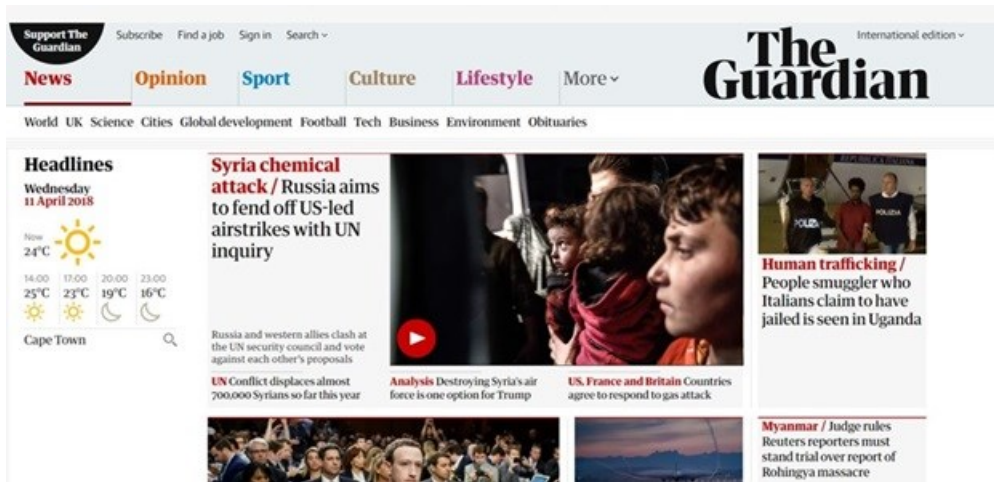 Support The
Guardian
Subscribe Find a job Sign in Search
International edition
The
Guardian
News Opinion Sport Culture Lifestyle More
World UK Science Cities Global development Football Tech Business Environment Obituaries
Headlines
Wednesday
11 April 2018
Now
24°C
14:00 17:00 20:00 23:00
25°C 23°C 19°C 16°C
Cape Town
Syria chemical
attack / Russia aims
to fend off US-led
airstrikes with UN
inquiry
Russia and western allies clash at
the UN security council and vote
against each other's proposals
UN Conflict displaces almost
700,000 Syrians so far this year
Analysis Destroying Syria's air
force is one option for Trump
US, France and Britain Countries
agree to respond to gas attack
REPUBBLICA ITALIANA
POLIZIA
POLIZIA
Human trafficking /
People smuggler who
Italians claim to have
jailed is seen in Uganda
Myanmar / Judge rules
Reuters reporters must
stand trial over report of
Rohingya massacre